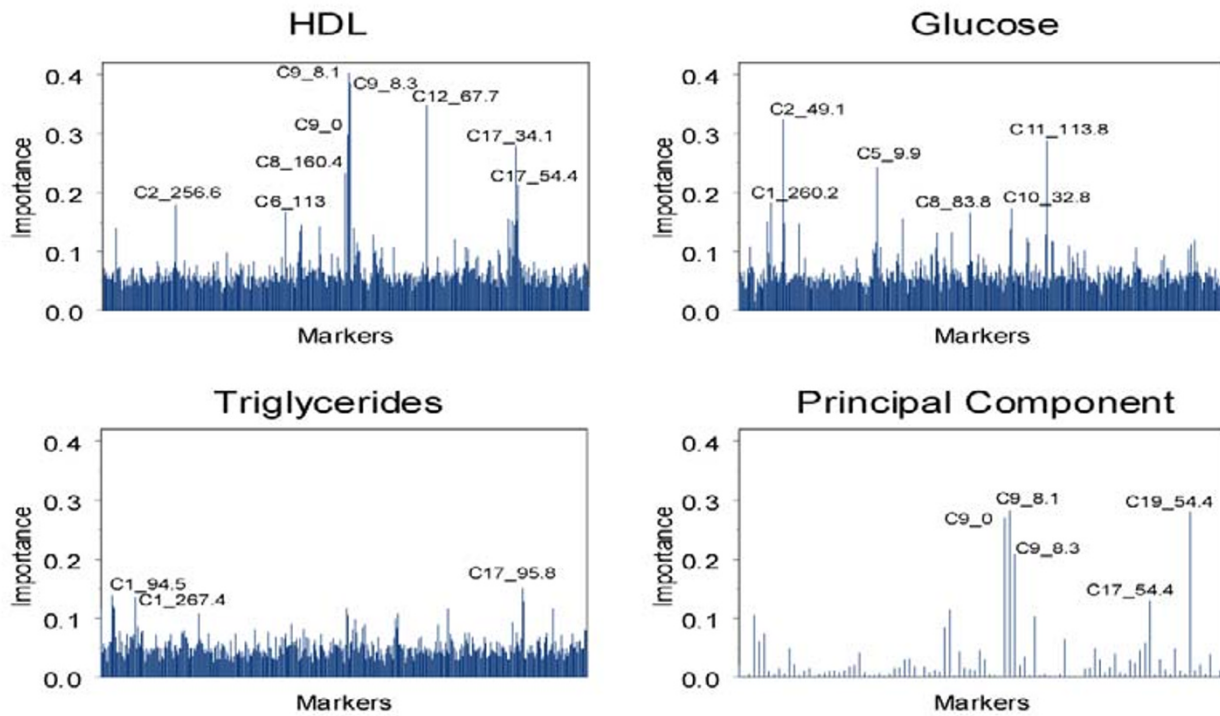 HDL
Importance
0.4
0.3
0.2
0.1
0.0
C9_8.1
C9_8.3
C12_67.7
C9_0
C17_34.1
C8_160.4
C17_54.4
C2_256.6
C6_113
Markers
Glucose
Importance
0.4
0.3
0.2
0.1
0.0
C2_49.1
C11_113.8
C5_9.9
C1_260.2
C8_83.8
C10_32.8
Markers
Triglycerides
Importance
0.4
0.3
0.2
0.1
0.0
C1_94.5
C1_267.4
C17_95.8
Markers
Principal Component
Importance
0.4
0.3
0.2
0.1
0.0
C9_8.1
C9_0
C19_54.4
C9_8.3
C17_54.4
Markers